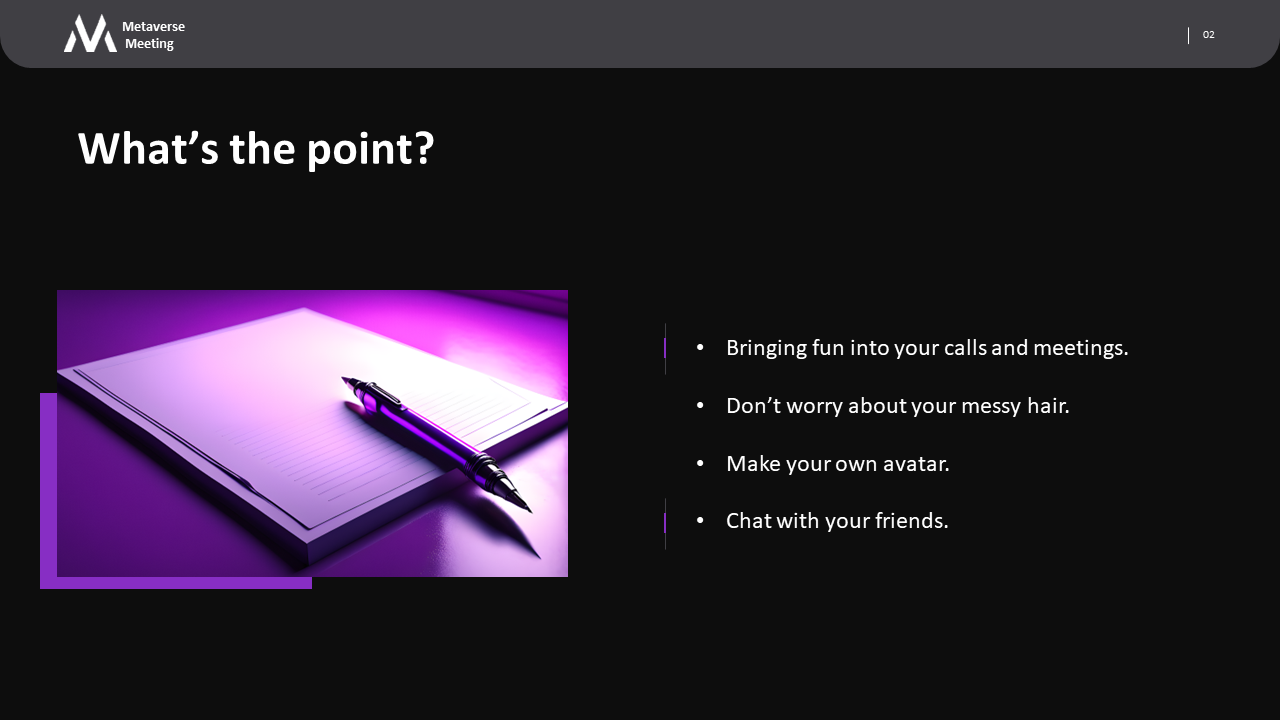 Metaverse
Meeting
02
What’s the point?
• Bringing fun into your calls and meetings.
• Don’t worry about your messy hair.
• Make your own avatar.
• Chat with your friends.